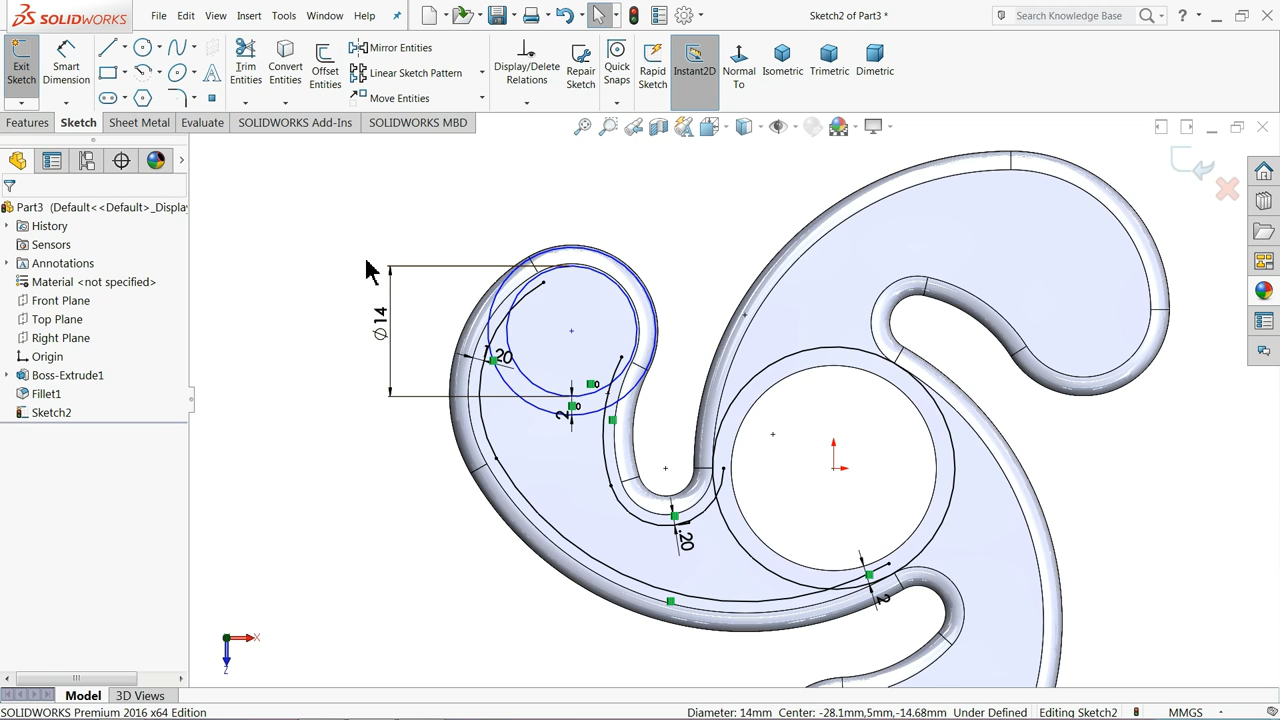 SOLIDWORKS
File Edit View Insert Tools Window Help
Sketch2 of Part3 *
Search Knowledge Base
?
Exit Sketch
Smart Dimension
Trim Entities
Convert Entities
Offset Entities
Mirror Entities
Linear Sketch Pattern
Move Entities
Display/Delete Relations
Repair Sketch
Quick Snaps
Rapid Sketch
Instant2D
Normal To
Isometric
Trimetric
Dimetric
Features Sketch Sheet Metal Evaluate SOLIDWORKS Add-Ins SOLIDWORKS MBD
Part3 (Default<<Default>_Display
History
Sensors
Annotations
Material <not specified>
Front Plane
Top Plane
Right Plane
Origin
Boss-Extrude1
Fillet1
Sketch2
∅14
1.20
2
1.20
2
X
Z
Model 3D Views
SOLIDWORKS Premium 2016 x64 Edition
Diameter: 14mm Center: -28.1mm,5mm,-14.68mm Under Defined Editing Sketch2 MMGS